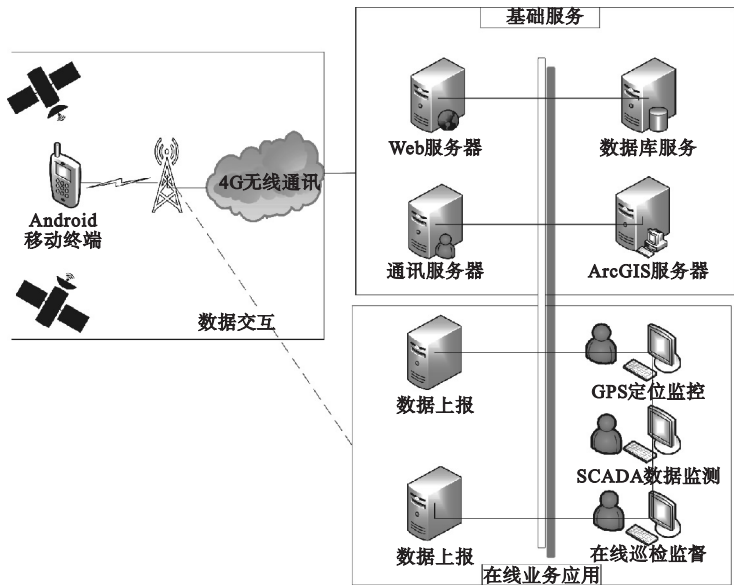 基础服务
Web服务器
数据库服务
4G无线通讯
Android
移动终端
通讯服务器
ArcGIS服务器
数据交互
数据上报
GPS定位监控
SCADA数据监测
数据上报
在线巡检监督
在线业务应用